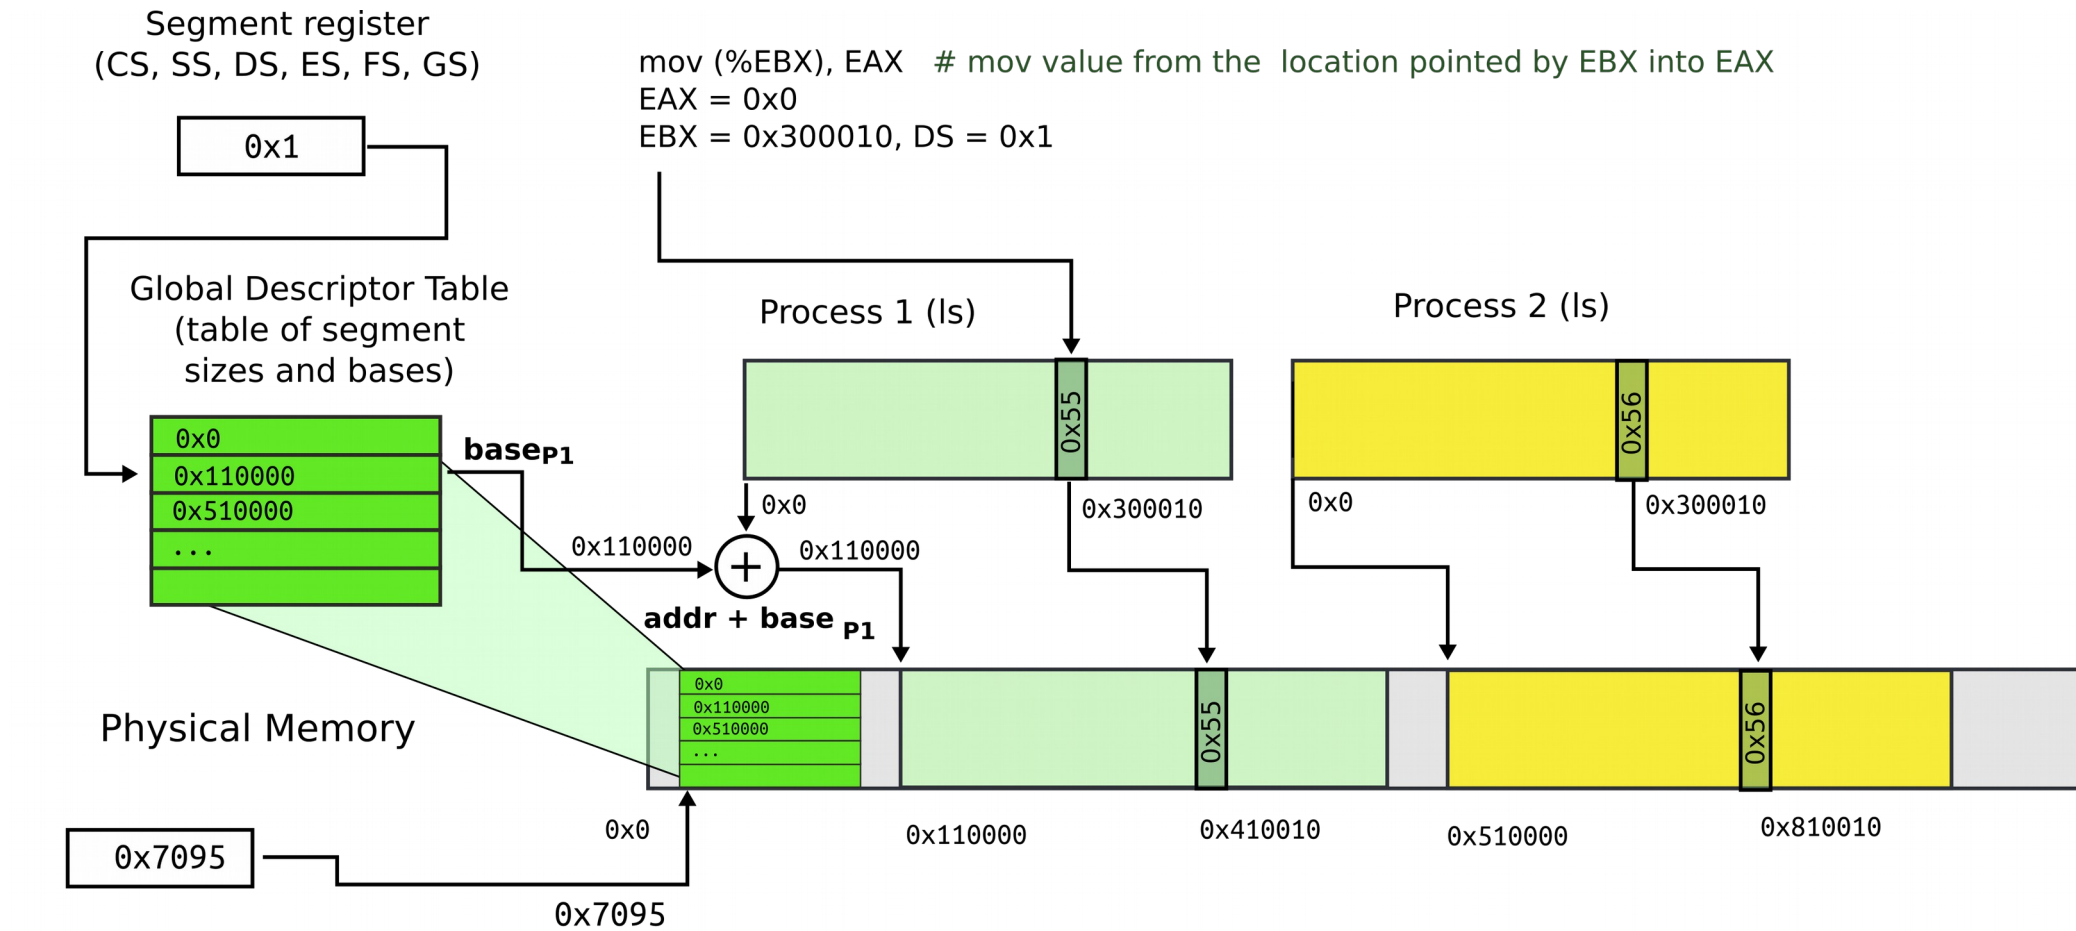 Segment register
(CS, SS, DS, ES, FS, GS)
0x1
mov (%EBX), EAX   # mov value from the  location pointed by EBX into EAX
EAX = 0x0
EBX = 0x300010, DS = 0x1
Global Descriptor Table
(table of segment
sizes and bases)
0x0
0x110000
0x510000
...
baseP1
Process 1 (ls)
0x55
0x0
0x300010
Process 2 (ls)
0x56
0x0
0x300010
0x110000
+
0x110000
addr + base P1
Physical Memory
0x0
0x110000
0x510000
...
0x55
0x56
0x0
0x110000
0x410010
0x510000
0x810010
0x7095
0x7095